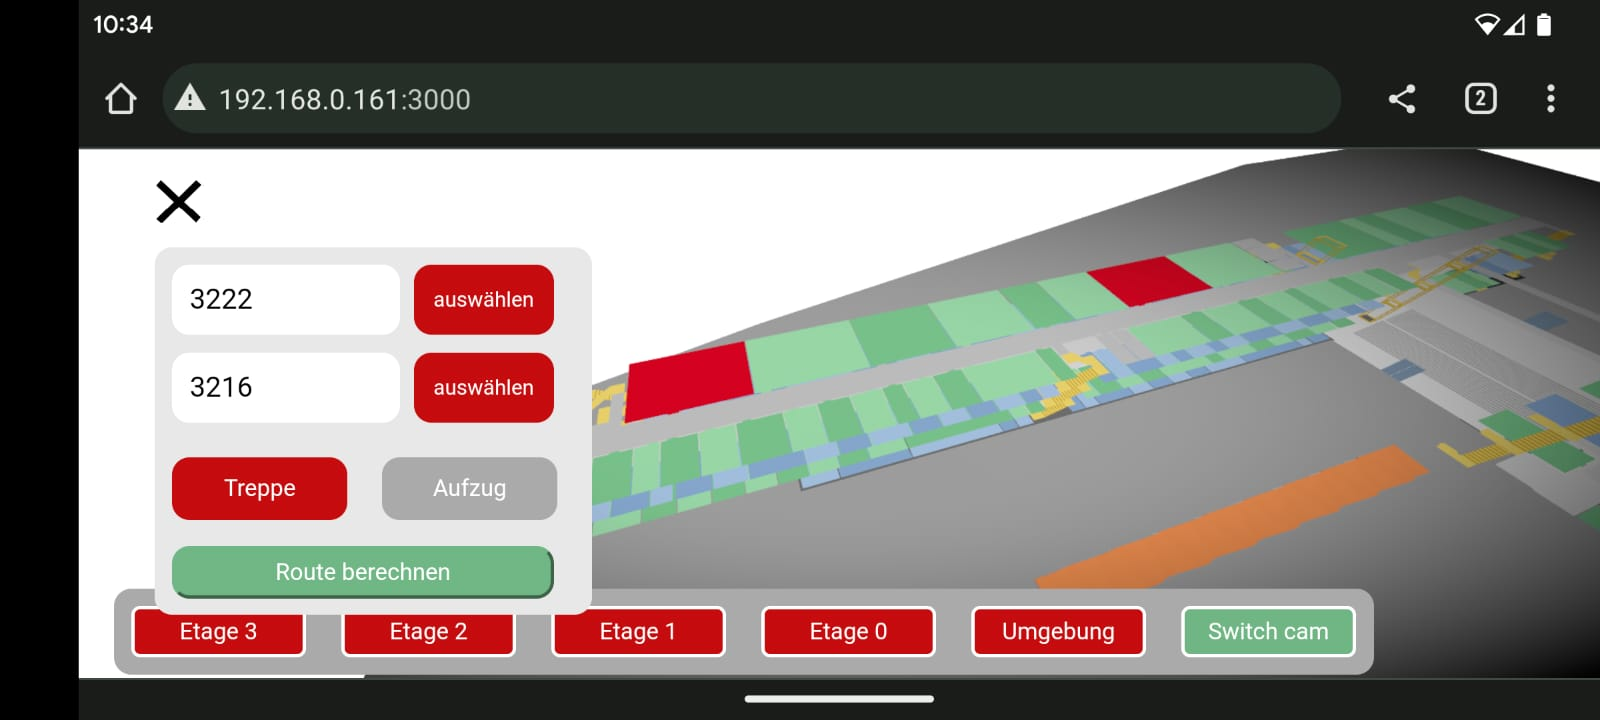 10:34
192.168.0.161:3000
2
3222 auswählen
3216 auswählen
Treppe Aufzug
Route berechnen
Etage 3 Etage 2 Etage 1 Etage 0 Umgebung Switch cam